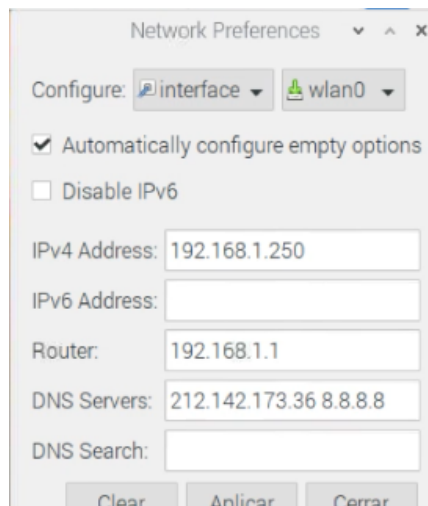 Network Preferences
Configure: interface wlan0
Automatically configure empty options
Disable IPv6
IPv4 Address: 192.168.1.250
IPv6 Address:
Router: 192.168.1.1
DNS Servers: 212.142.173.36 8.8.8.8
DNS Search:
Clear Aplicar Cerrar